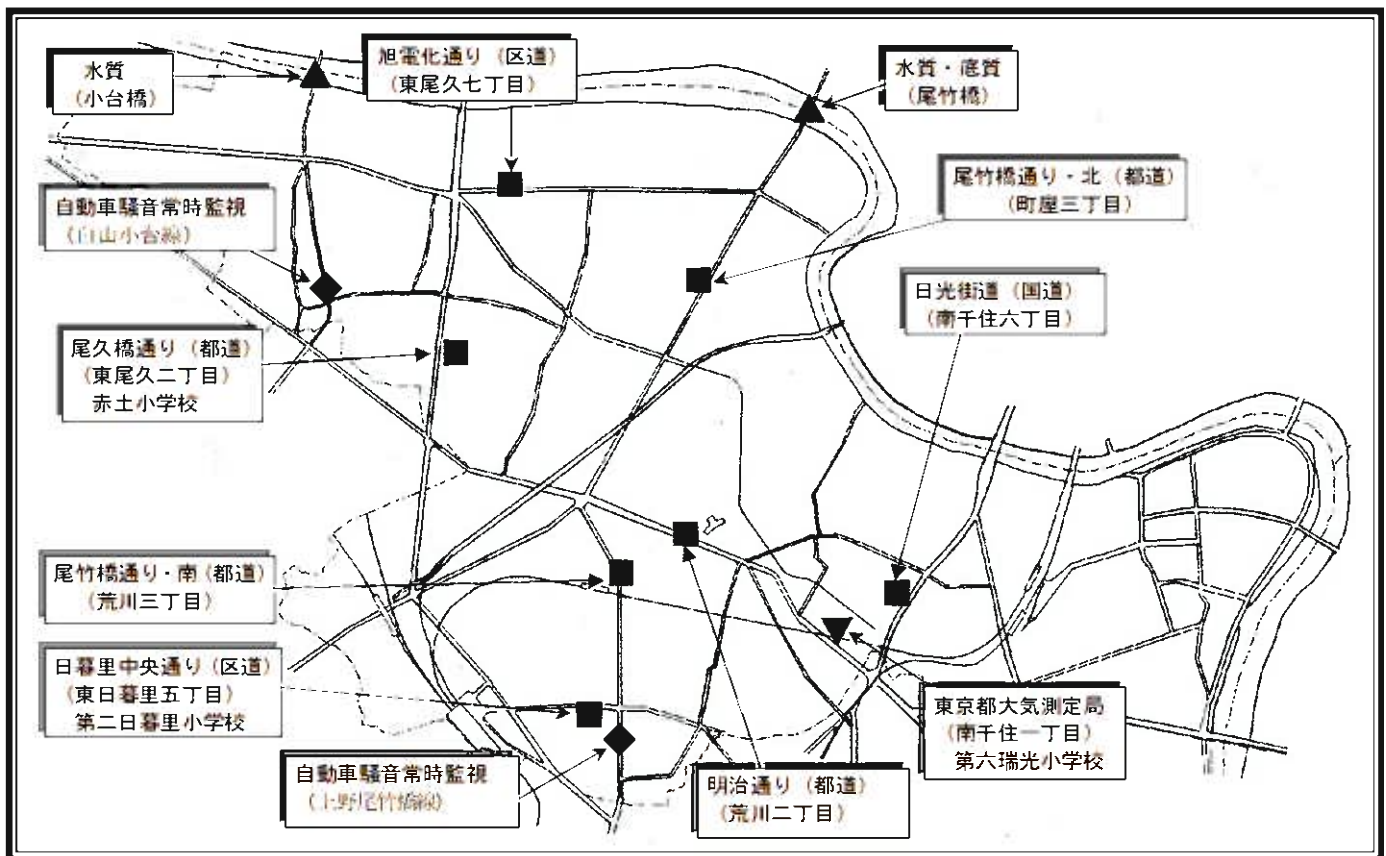 水質
(小台橋)
旭電化通り (区道)
(東尾久七丁目)
水質・底質
(尾竹橋)
尾竹橋通り・北 (都道)
(町屋三丁目)
自動車騒音常時監視
(白山小台線)
日光街道 (国道)
(南千住六丁目)
尾久橋通り (都道)
(東尾久二丁目)
赤土小学校
尾竹橋通り・南 (都道)
(荒川三丁目)
日暮里中央通り (区道)
(東日暮里五丁目)
第二日暮里小学校
東京都大気測定局
(南千住一丁目)
第六瑞光小学校
自動車騒音常時監視
(上野尾竹橋線)
明治通り (都道)
(荒川二丁目)